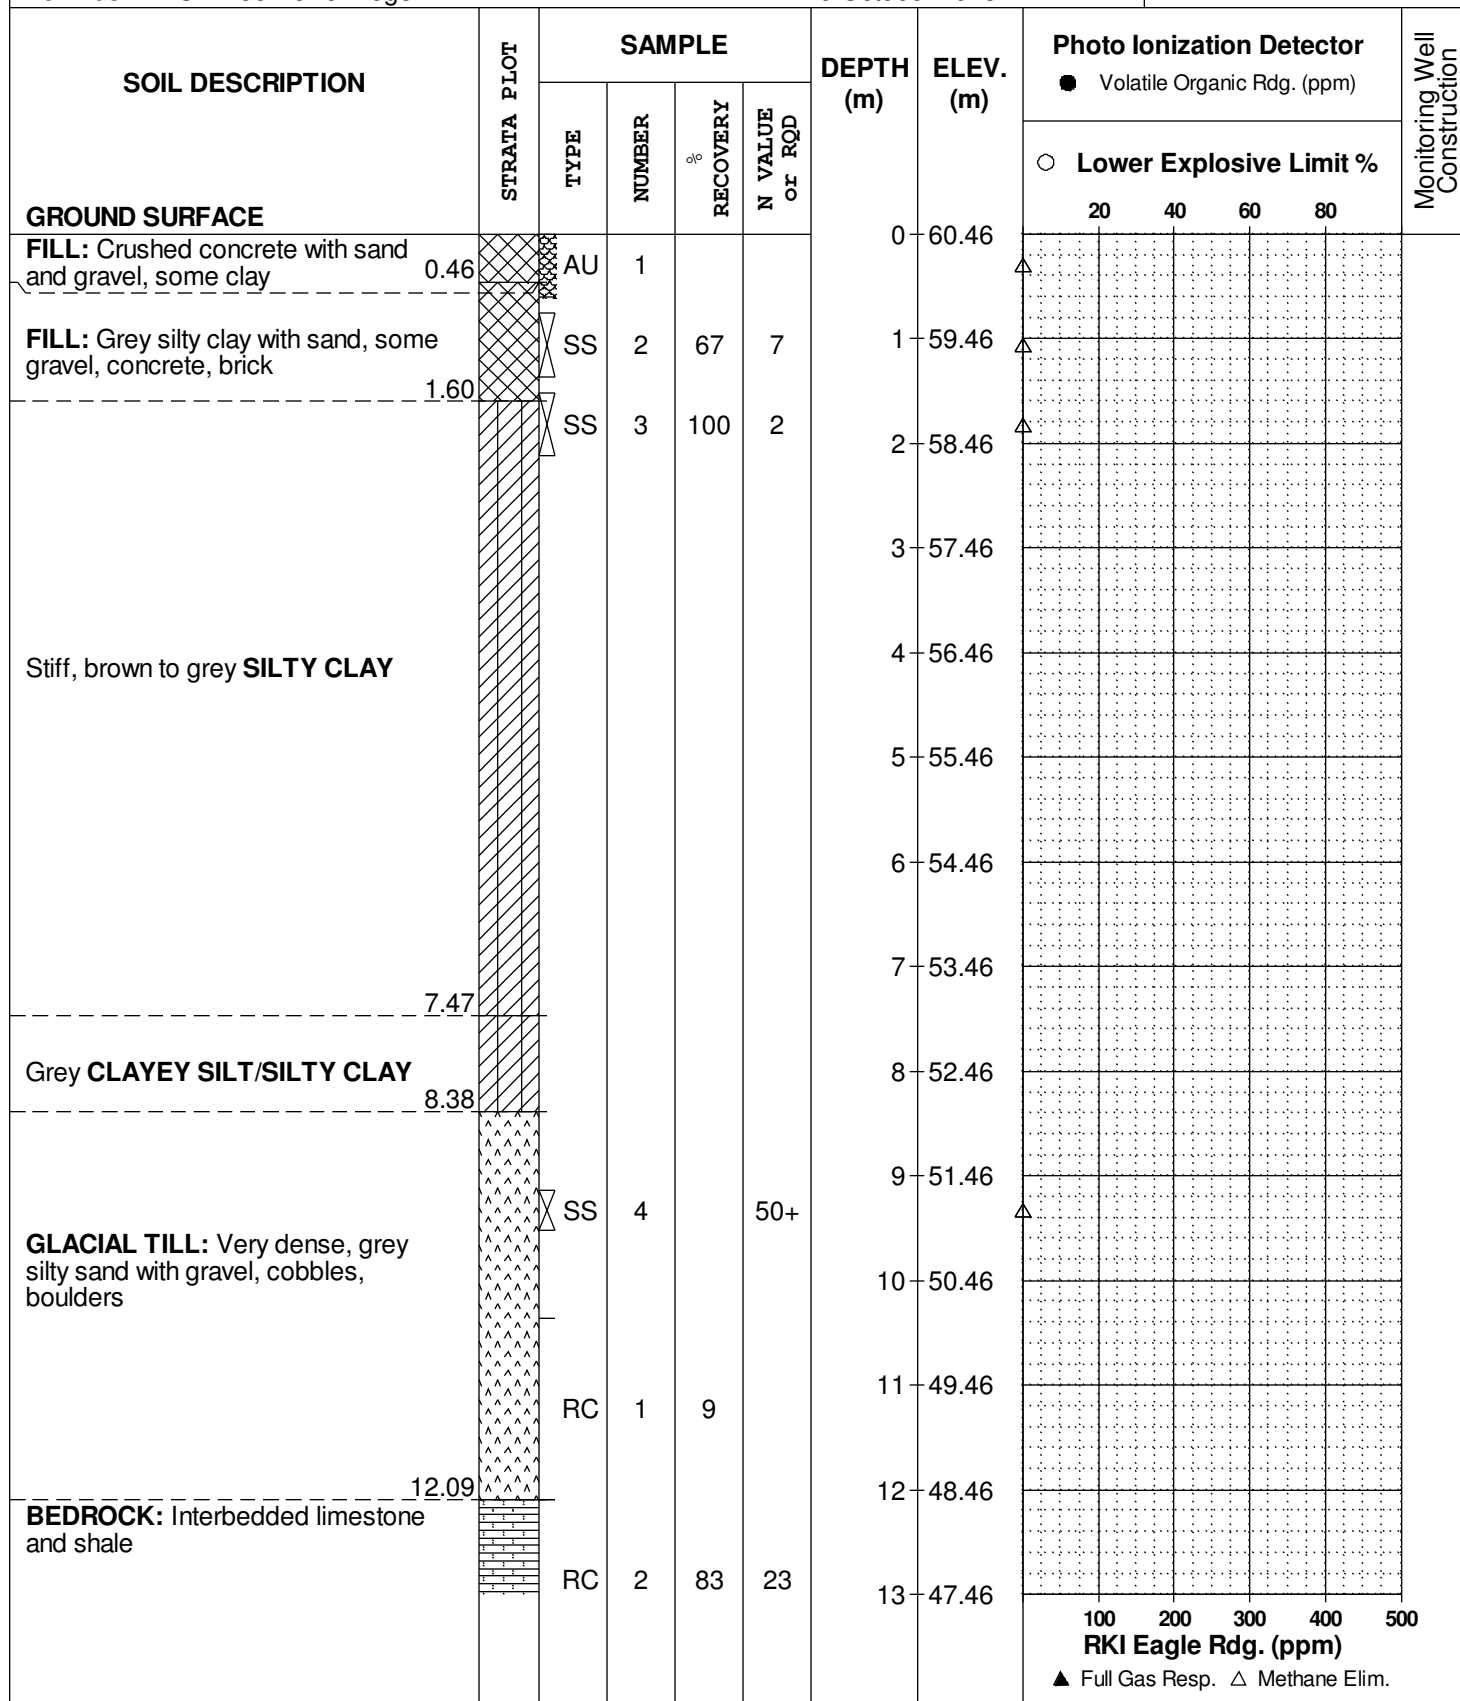 SOIL DESCRIPTION
GROUND SURFACE
STRATA PLOT
SAMPLE
TYPE
NUMBER
%
RECOVERY
N VALUE
or RQD
DEPTH
(m)
ELEV.
(m)
Photo Ionization Detector
● Volatile Organic Rdg. (ppm)
○ Lower Explosive Limit %
20 40 60 80
Monitoring Well
Construction
0 60.46
FILL: Crushed concrete with sand
and gravel, some clay 0.46
AU 1
FILL: Grey silty clay with sand, some
gravel, concrete, brick
1.60
SS 2 67 7
1 59.46
SS 3 100 2
2 58.46
3 57.46
Stiff, brown to grey SILTY CLAY
4 56.46
5 55.46
6 54.46
7 53.46
7.47
Grey CLAYEY SILT/SILTY CLAY
8 52.46
8.38
9 51.46
SS 4 50+
GLACIAL TILL: Very dense, grey
silty sand with gravel, cobbles,
boulders
10 50.46
11 49.46
RC 1 9
12.09
12 48.46
BEDROCK: Interbedded limestone
and shale
RC 2 83 23
13 47.46
100 200 300 400 500
RKI Eagle Rdg. (ppm)
▲ Full Gas Resp. △ Methane Elim.